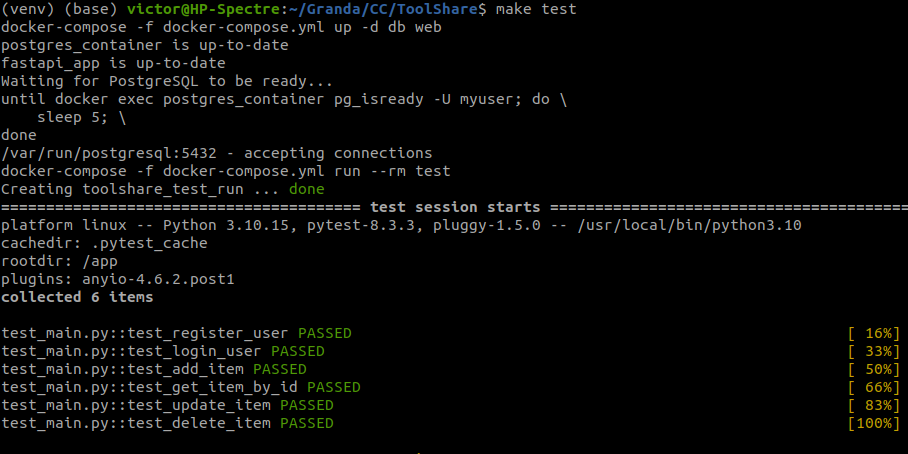 (venv) (base) victor@HP-Spectre:~/Granda/CC/ToolShare$ make test
docker-compose -f docker-compose.yml up -d db web
postgres_container is up-to-date
fastapi_app is up-to-date
Waiting for PostgreSQL to be ready...
until docker exec postgres_container pg_isready -U myuser; do \
    sleep 5; \
done
/var/run/postgresql:5432 - accepting connections
docker-compose -f docker-compose.yml run --rm test
Creating toolshare_test_run ... done
======================================== test session starts ========================================
platform linux -- Python 3.10.15, pytest-8.3.3, pluggy-1.5.0 -- /usr/local/bin/python3.10
cachedir: .pytest_cache
rootdir: /app
plugins: anyio-4.6.2.post1
collected 6 items

test_main.py::test_register_user PASSED [ 16%]
test_main.py::test_login_user PASSED [ 33%]
test_main.py::test_add_item PASSED [ 50%]
test_main.py::test_get_item_by_id PASSED [ 66%]
test_main.py::test_update_item PASSED [ 83%]
test_main.py::test_delete_item PASSED [100%]